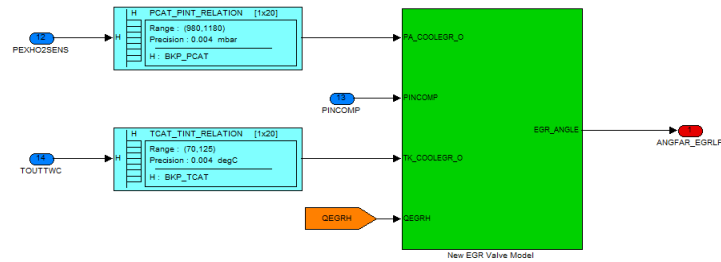 H PCAT_PINT_RELATION [1x20]
Range : (980,1180)
Precision : 0.004 mbar
H : BKP_PCAT
12
H
PEXHO2SENS
PA_COOLEGR_O
13
PINCOMP
PINCOMP
EGR_ANGLE
1
ANGFAR_EGRLP
H TCAT_TINT_RELATION [1x20]
Range : (70,125)
Precision : 0.004 degC
H : BKP_TCAT
14
H
TOUTTWC
TK_COOLEGR_O
QEGRH
QEGRH
New EGR Valve Model